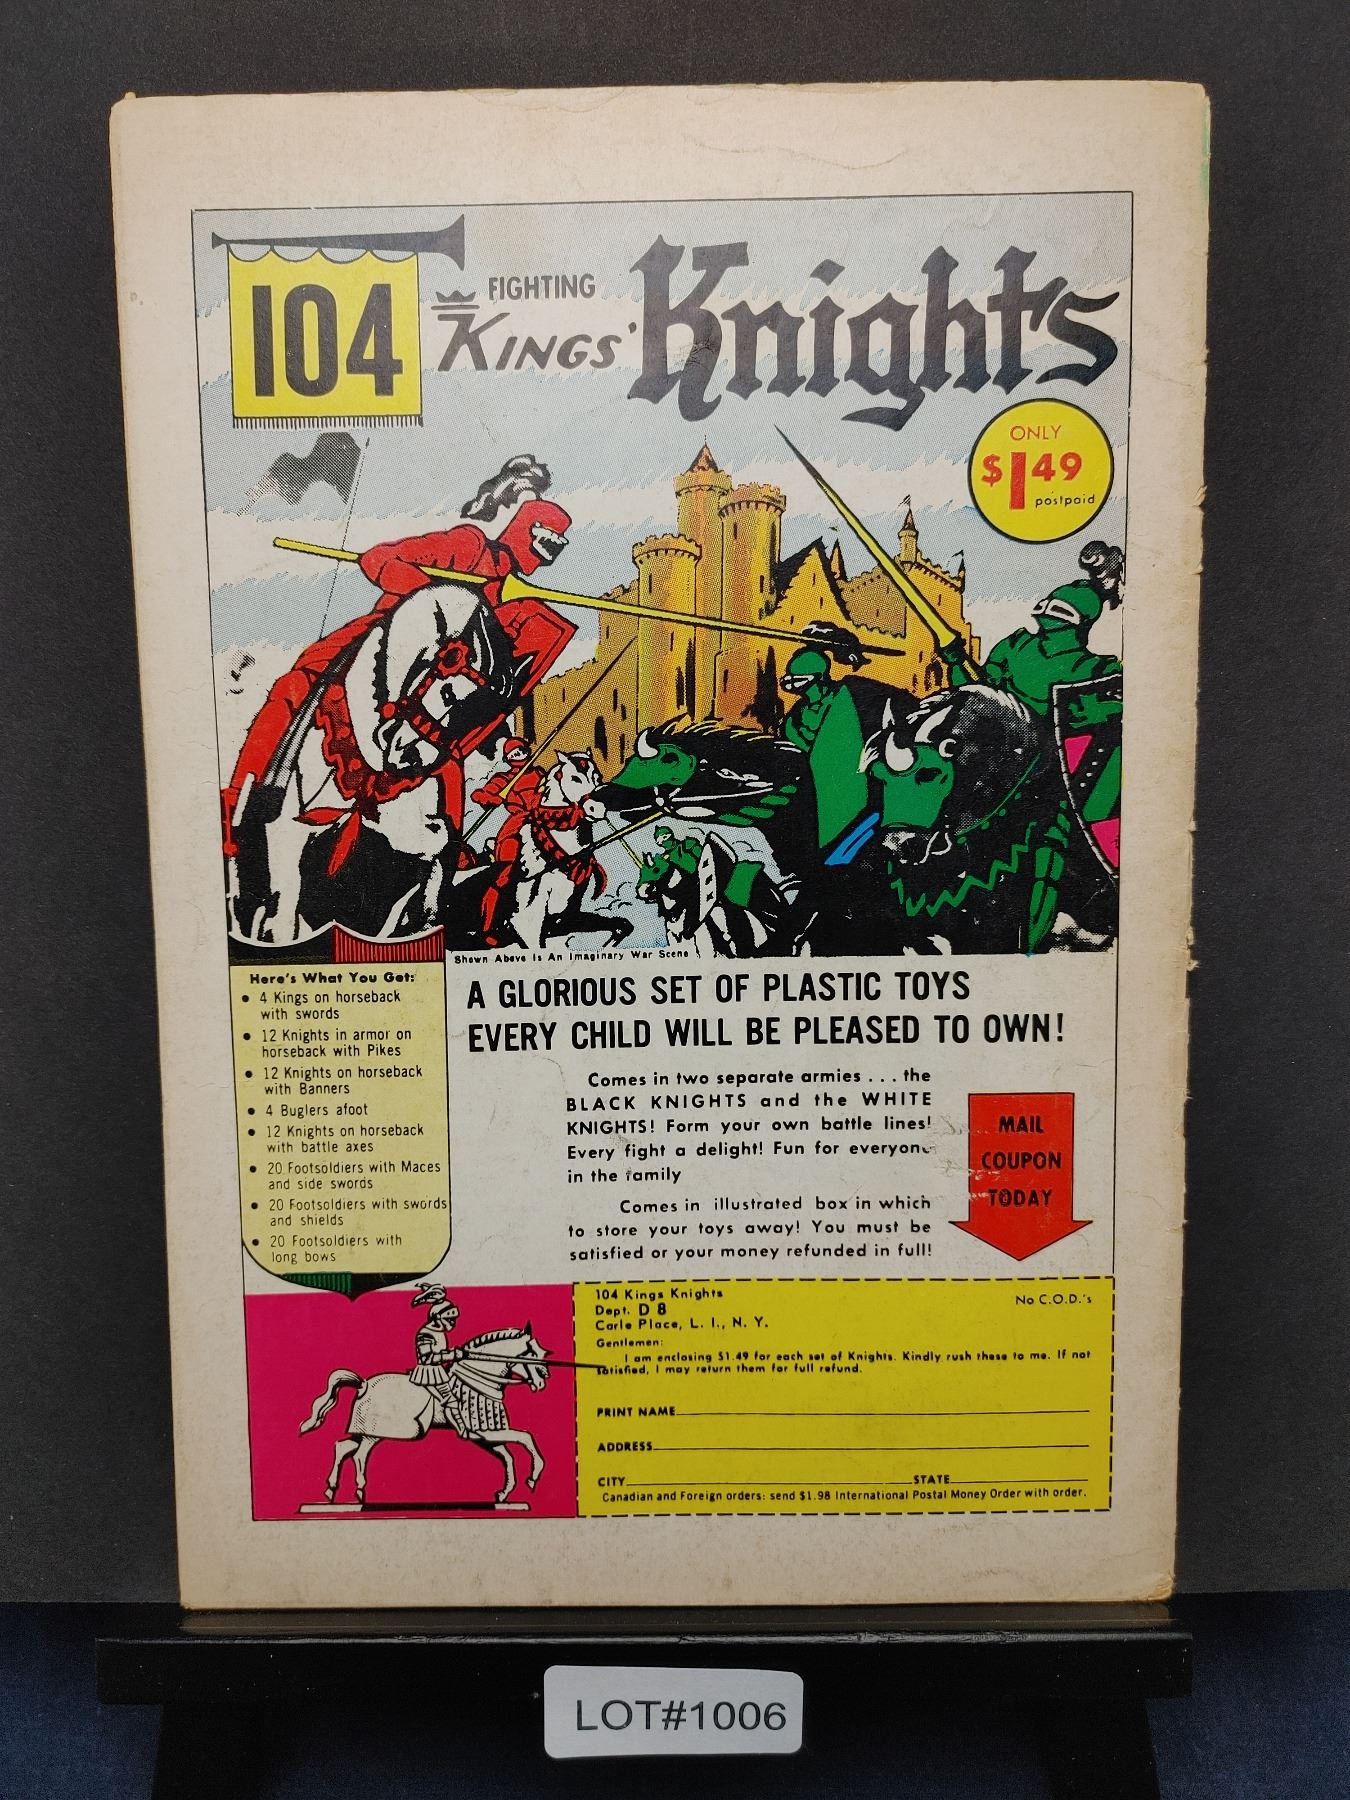 104
FIGHTING
KINGS' Knights
ONLY
$1.49
postpaid
Shown Above Is An Imaginary War Scene
Here's What You Get:
• 4 Kings on horseback
with swords
• 12 Knights in armor on
horseback with Pikes
• 12 Knights on horseback
with Banners
• 4 Buglers afoot
• 12 Knights on horseback
with battle axes
• 20 Footsoldiers with Maces
and side swords
• 20 Footsoldiers with swords
and shields
• 20 Footsoldiers with
long bows
A GLORIOUS SET OF PLASTIC TOYS
EVERY CHILD WILL BE PLEASED TO OWN!
Comes in two separate armies . . . the
BLACK KNIGHTS and the WHITE
KNIGHTS! Form your own battle lines!
Every fight a delight! Fun for everyone
in the family
Comes in illustrated box in which
to store your toys away! You must be
satisfied or your money refunded in full!
MAIL
COUPON
TODAY
104 Kings Knights
Dept. D 8
Carle Place, L. I., N. Y.
No C.O.D.'s
Gentlemen:
I am enclosing $1.49 for each set of Knights. Kindly rush these to me. If not
satisfied, I may return them for full refund.
PRINT NAME
ADDRESS
CITY STATE
Canadian and Foreign orders: send $1.98 International Postal Money Order with order.
LOT#1006